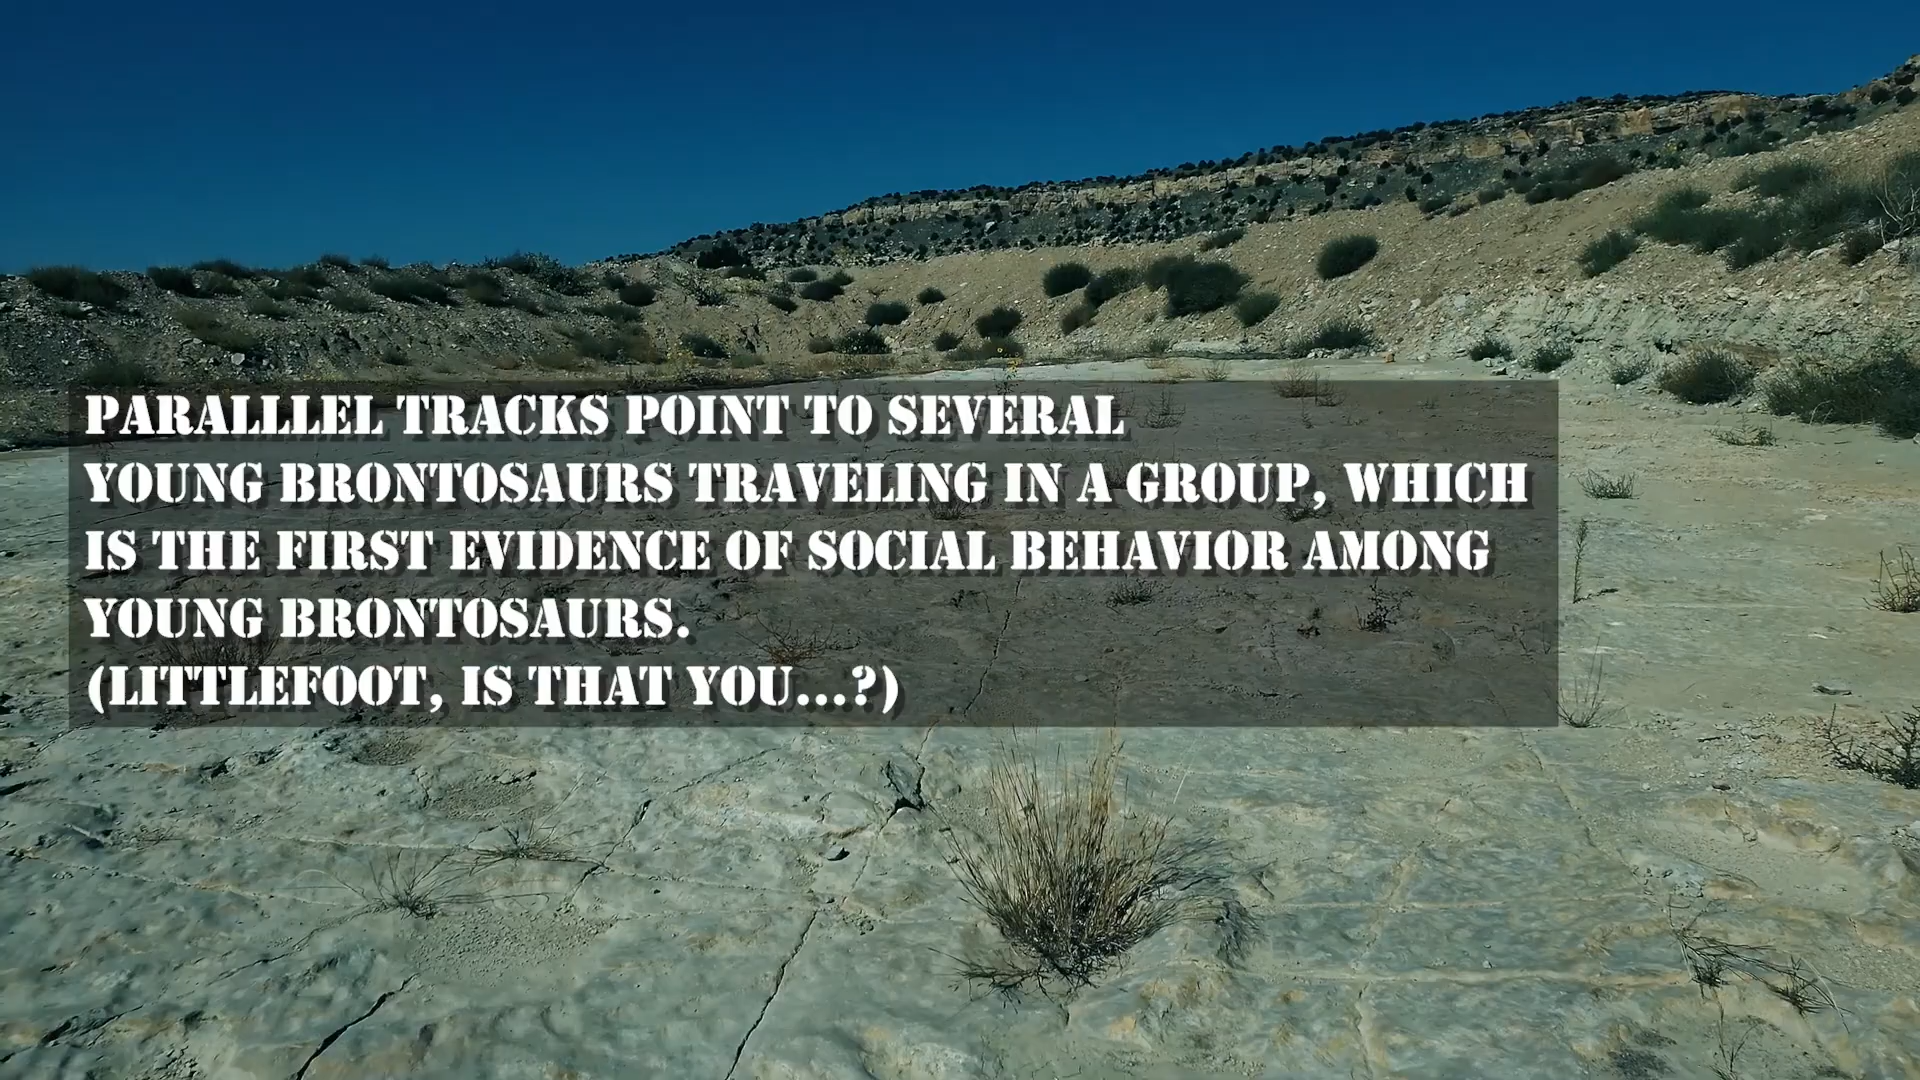 PARALLLEL TRACKS POINT TO SEVERAL
YOUNG BRONTOSAURS TRAVELING IN A GROUP, WHICH
IS THE FIRST EVIDENCE OF SOCIAL BEHAVIOR AMONG
YOUNG BRONTOSAURS.
(LITTLEFOOT, IS THAT YOU...?)